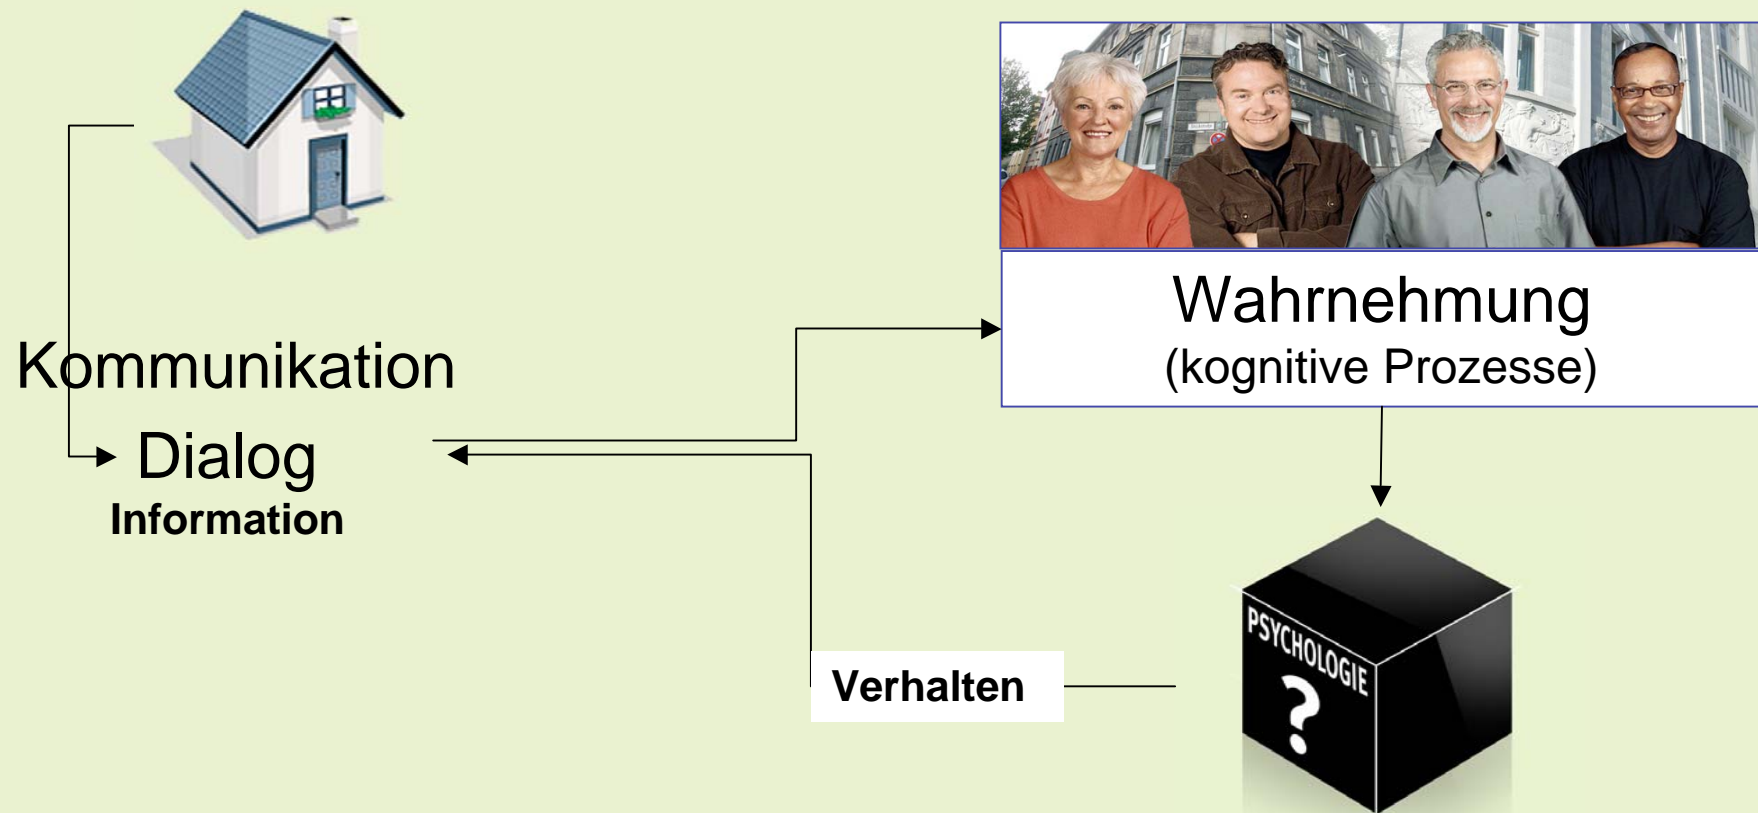 Kommunikation
Dialog
Information
Wahrnehmung
(kognitive Prozesse)
Verhalten
PSYCHOLOGIE
?